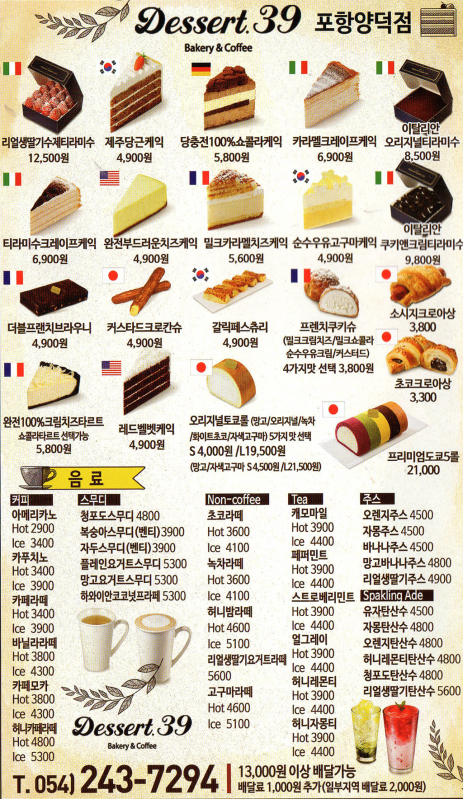 Dessert. 39 포항양덕점
Bakery & Coffee
리얼생딸기수제티라미수
12,500원
제주당근케익
4,900원
당충전100%쇼콜라케익
5,800원
카라멜크레이프케익
6,900원
이탈리안
오리지널티라미수
8,500원
티라미수크레이프케익
6,900원
완전부드러운치즈케익
4,900원
밀크카라멜치즈케익
5,600원
순수우유고구마케익
4,900원
이탈리안
쿠키앤크림티라미수
9,800원
더블프랜치브라우니
4,900원
커스타드크로칸슈
4,900원
갈릭페스츄리
4,900원
프렌치쿠키슈
(밀크크림치즈/밀크쇼콜라
순수우유크림/커스터드)
4가지맛 선택 3,800원
소시지크로아상
3,800
초코크로아상
3,300
완전100%크림치즈타르트
쇼콜라타르트 선택가능
5,800원
레드벨벳케익
4,900원
오리지널도쿄롤 (망고/오리지널/녹차
/화이트초코/자색고구마) 5가지 맛 선택
S 4,000원 /L19,500원
(망고/자색고구마 S4,500원 /L21,500원)
프리미엄도쿄5롤
21,000
음 료
커피
아메리카노
Hot 2900
Ice 3400
카푸치노
Hot 3400
Ice 3900
카페라떼
Hot 3400
Ice 3900
바닐라라떼
Hot 3800
Ice 4300
카페모카
Hot 3800
Ice 4300
허니카페라떼
Hot 4800
Ice 5300
스무디
청포도스무디 4800
복숭아스무디(벤티)3900
자두스무디(벤티)3900
플레인요거트스무디 5300
망고요거트스무디 5300
하와이안코코넛프라페 5300
Dessert. 39
Bakery & Coffee
Non-coffee
초코라떼
Hot 3600
Ice 4100
녹차라떼
Hot 3600
Ice 4100
허니밤라떼
Hot 4600
Ice 5100
리얼생딸기요거트라떼
5600
고구마라떼
Hot 4600
Ice 5100
Tea
캐모마일
Hot 3900
Ice 4400
페퍼민트
Hot 3900
Ice 4400
스트로베리민트
Hot 3900
Ice 4400
얼그레이
Hot 3900
Ice 4400
허니레몬티
Hot 3900
Ice 4400
허니자몽티
Hot 3900
Ice 4400
주스
오렌지주스 4500
자몽주스 4500
바나나주스 4500
망고바나나주스 4800
리얼생딸기주스 4900
Spakling Ade
유자탄산수 4500
자몽탄산수 4800
오렌지탄산수 4800
허니레몬티탄산수 4800
청포도탄산수 4800
리얼생딸기탄산수 5600
T. 054) 243-7294
13,000원 이상 배달가능
배달료 1,000원 추가(일부지역 배달료 2,000원)